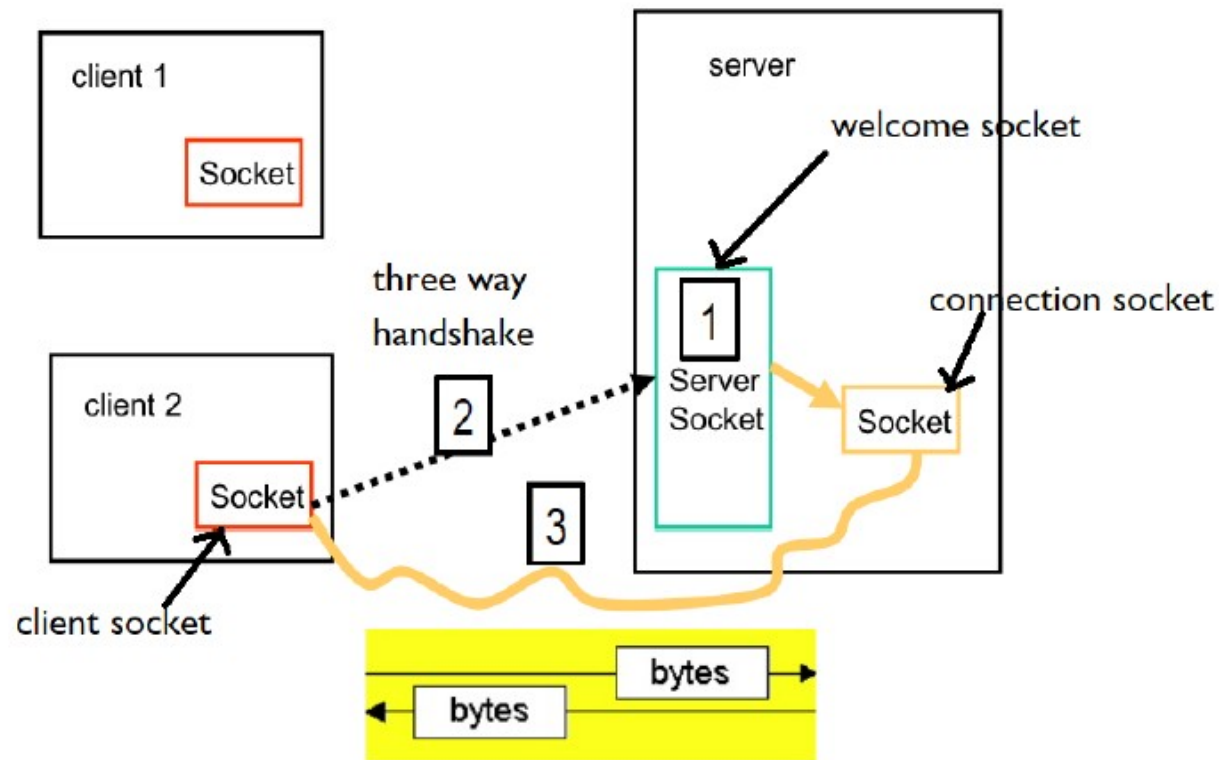 client 1
Socket
server
welcome socket
three way
handshake
1
Server
Socket
connection socket
Socket
client 2
2
Socket
3
client socket
bytes
bytes